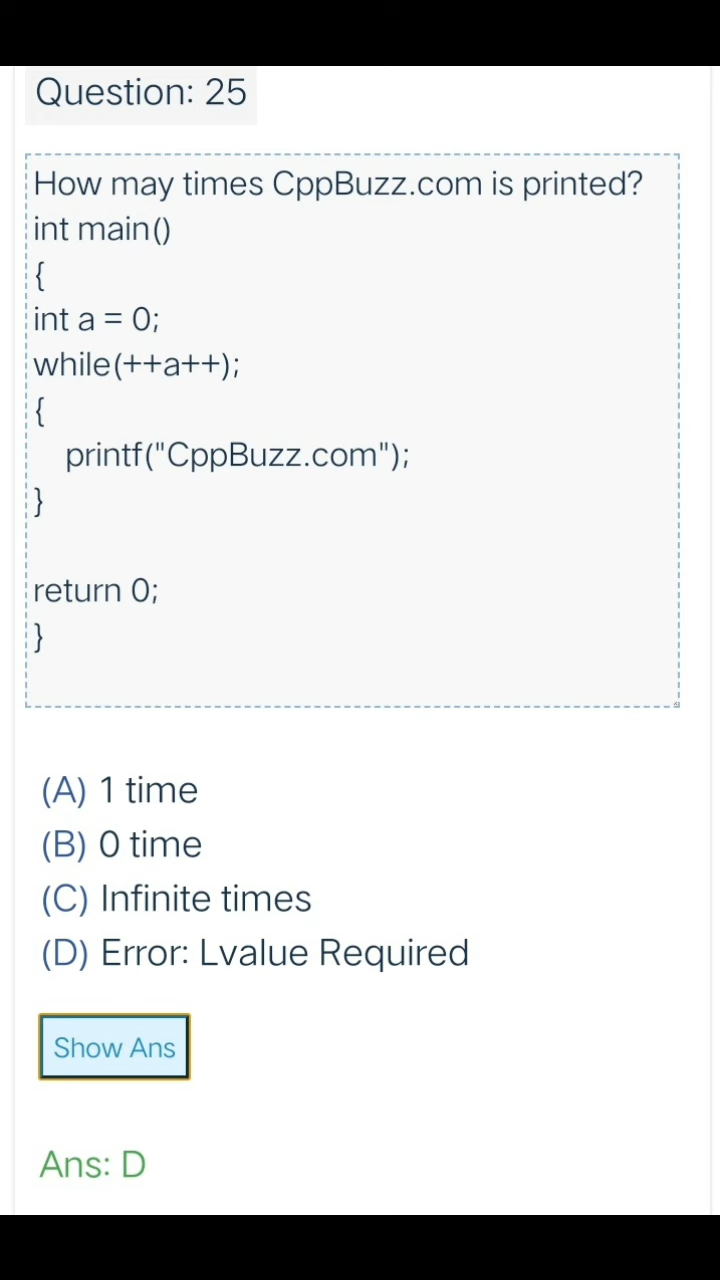 Question: 25
How may times CppBuzz.com is printed?
int main()
{
int a = 0;
while(++a++);
{
printf("CppBuzz.com");
}
return 0;
}
(A) 1 time
(B) 0 time
(C) Infinite times
(D) Error: Lvalue Required
Show Ans
Ans: D